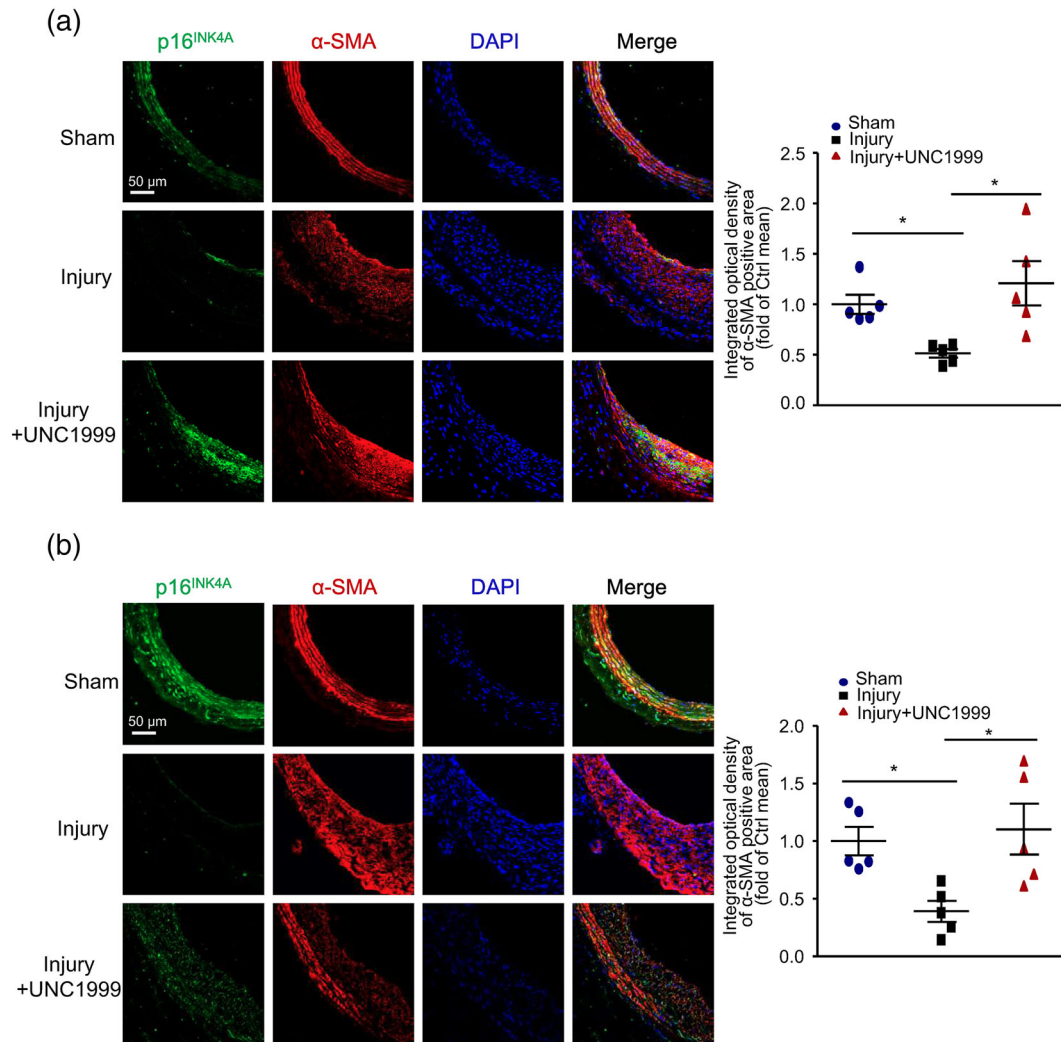 (a)
p16INK4A α-SMA DAPI Merge
Sham
50 μm
Injury
Injury
+UNC1999
Sham
Injury
Injury+UNC1999
Integrated optical density
of α-SMA positive area
(fold of Ctrl mean)
2.5
2.0
1.5
1.0
0.5
0.0
*
*
(b)
p16INK4A α-SMA DAPI Merge
Sham
50 μm
Injury
Injury
+UNC1999
Sham
Injury
Injury+UNC1999
Integrated optical density
of α-SMA positive area
(fold of Ctrl mean)
2.0
1.5
1.0
0.5
0.0
*
*